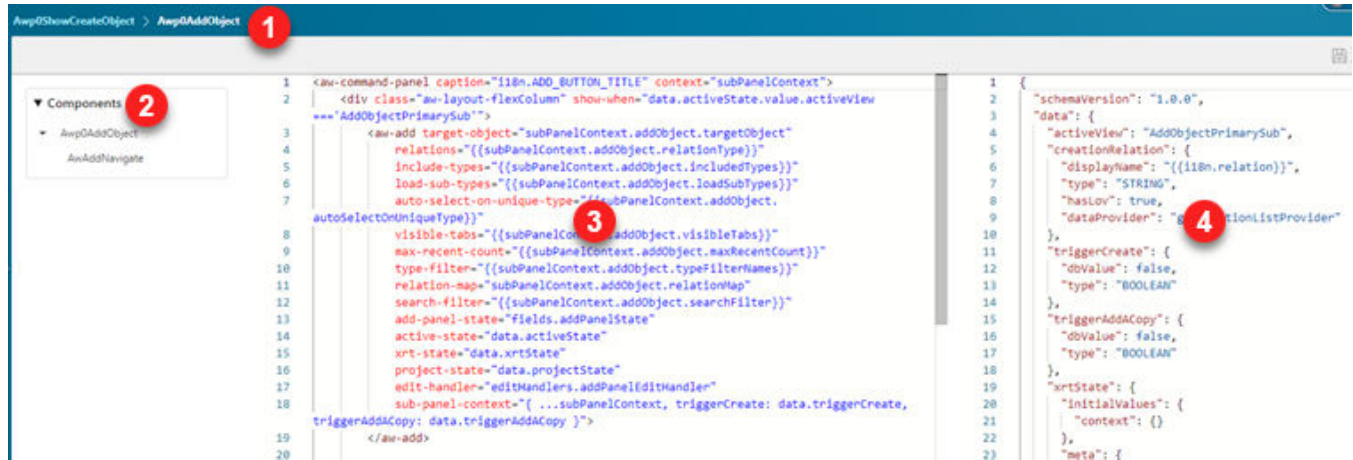 Awp0ShowCreateObject > Awp0AddObject
1
▼ Components
2
Awp0AddObject
AwAddNavigate
1 <aw-command-panel caption="i18n.ADD_BUTTON_TITLE" context="subPanelContext">
2 <div class="aw-layout-flexColumn" show-when="data.activeState.value.activeView
==='AddObjectPrimarySub'">
3 <aw-add target-object="subPanelContext.addObject.targetObject"
4 relations="{{subPanelContext.addObject.relationType}}"
5 include-types="{{subPanelContext.addObject.includedTypes}}"
6 load-sub-types="{{subPanelContext.addObject.loadSubTypes}}"
7 auto-select-on-unique-type="{{subPanelContext.addObject.
autoSelectOnUniqueType}}"
8 visible-tabs="{{subPanelCon addObject.visibleTabs}}"
9 max-recent-count="{{subPanelContext.addObject.maxRecentCount}}"
10 type-filter="{{subPanelContext.addObject.typeFilterNames}}"
11 relation-map="subPanelContext.addObject.relationMap"
12 search-filter="{{subPanelContext.addObject.searchFilter}}"
13 add-panel-state="fields.addPanelState"
14 active-state="data.activeState"
15 xrt-state="data.xrtState"
16 project-state="data.projectState"
17 edit-handler="editHandlers.addPanelEditHandler"
18 sub-panel-context="{ ...subPanelContext, triggerCreate: data.triggerCreate,
triggerAddACopy: data.triggerAddACopy }">
19 </aw-add>
20
3
1 {
2 "schemaVersion": "1.0.0",
3 "data": {
4 "activeView": "AddObjectPrimarySub",
5 "creationRelation": {
6 "displayName": "{{i18n.relation}}",
7 "type": "STRING",
8 "hasLov": true,
9 "dataProvider": " tionListProvider"
10 },
11 "triggerCreate": {
12 "dbValue": false,
13 "type": "BOOLEAN"
14 },
15 "triggerAddACopy": {
16 "dbValue": false,
17 "type": "BOOLEAN"
18 },
19 "xrtState": {
20 "initialValues": {
21 "context": {}
22 },
23 "meta": {
4